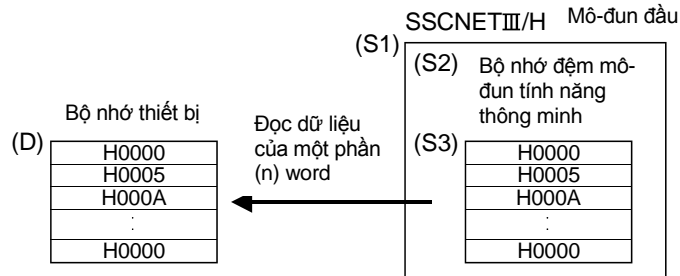 SSCNETⅢ/H Mô-đun đầu
(S1)
(S2) Bộ nhớ đệm mô-
đun tính năng
thông minh
Bộ nhớ thiết bị
Đọc dữ liệu
của một phần
(n) word
(D)
H0000
H0005
H000A
:
H0000
(S3)
H0000
H0005
H000A
:
H0000